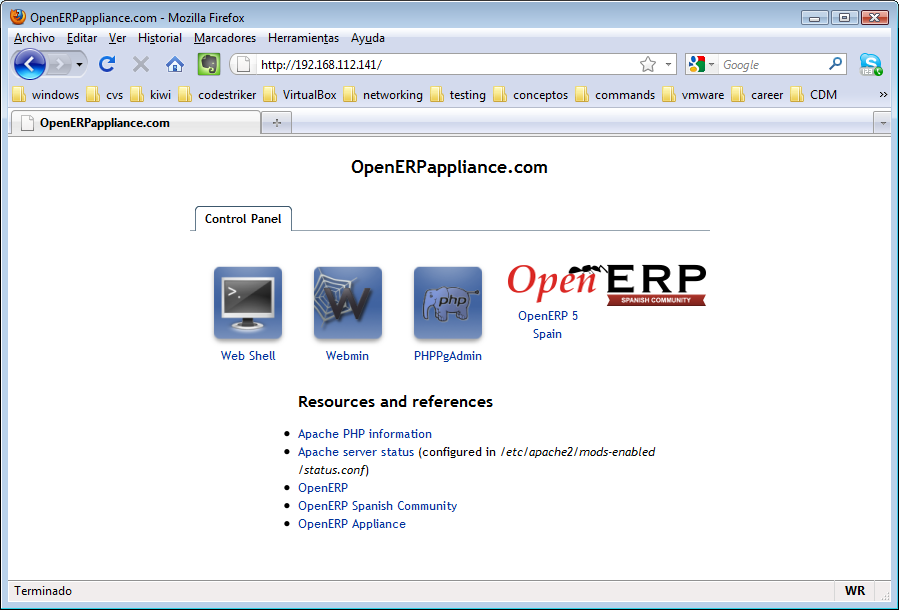 OpenERPappliance.com - Mozilla Firefox
Archivo Editar Ver Historial Marcadores Herramientas Ayuda
http://192.168.112.141/ Google
windows cvs kiwi codestriker VirtualBox networking testing conceptos commands vmware career CDM »
OpenERPappliance.com
OpenERPappliance.com
Control Panel
>_ W php Open ERP
SPANISH COMMUNITY
OpenERP 5
Spain
Web Shell Webmin PHPPgAdmin
Resources and references
Apache PHP information
Apache server status (configured in /etc/apache2/mods-enabled
/status.conf)
OpenERP
OpenERP Spanish Community
OpenERP Appliance
Terminado WR